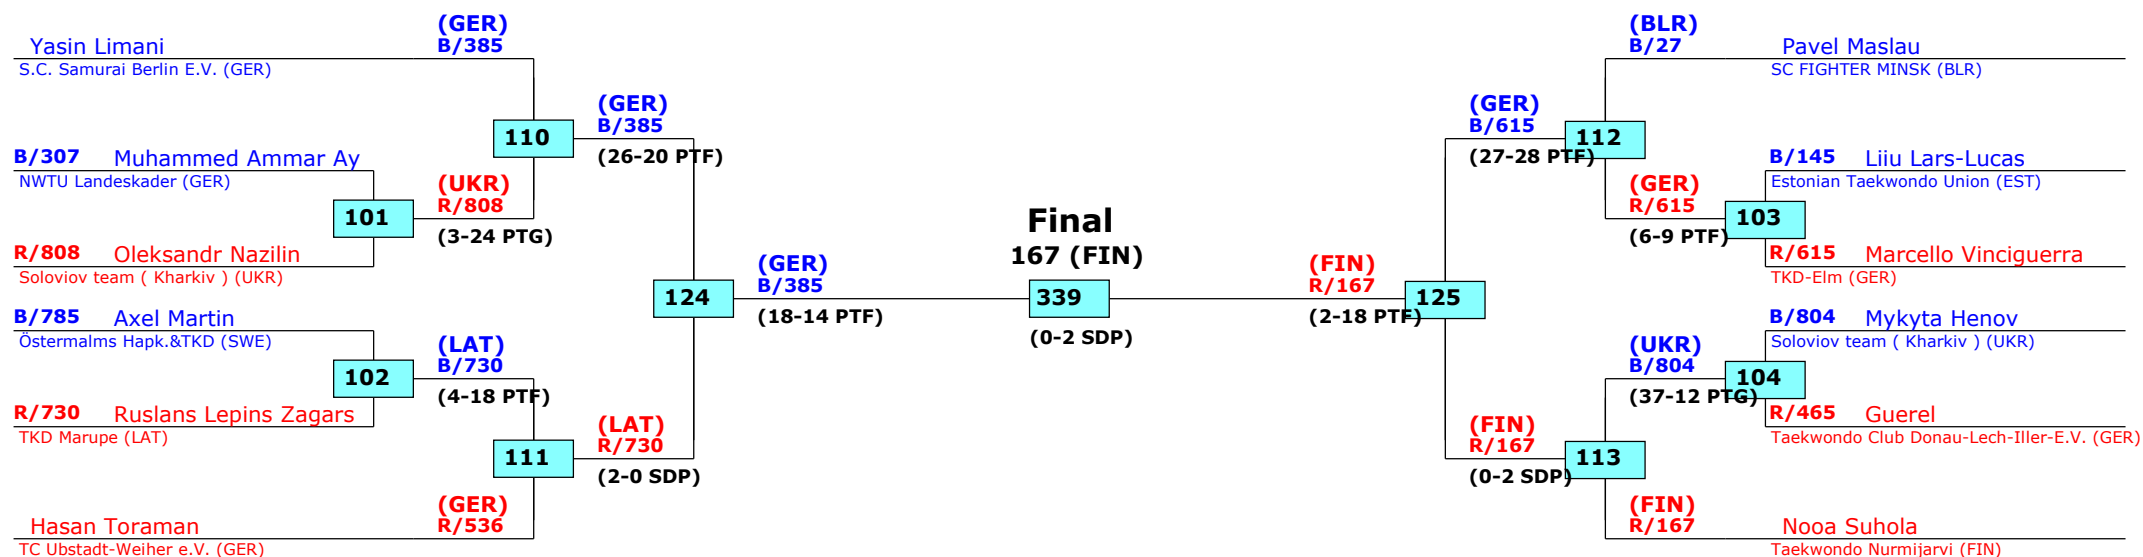 (GER)
B/385
Yasin Limani
S.C. Samurai Berlin E.V. (GER)
110
(GER)
B/385
(26-20 PTF)
B/307 Muhammed Ammar Ay
NWTU Landeskader (GER)
101
(UKR)
R/808
(3-24 PTG)
R/808 Oleksandr Nazilin
Soloviov team ( Kharkiv ) (UKR)
124
(GER)
B/385
(18-14 PTF)
B/785 Axel Martin
Östermalms Hapk.&TKD (SWE)
102
(LAT)
B/730
(4-18 PTF)
R/730 Ruslans Lepins Zagars
TKD Marupe (LAT)
111
(LAT)
R/730
(2-0 SDP)
(GER)
R/536
Hasan Toraman
TC Ubstadt-Weiher e.V. (GER)
Final
167 (FIN)
339
(0-2 SDP)
(BLR)
B/27
Pavel Maslau
SC FIGHTER MINSK (BLR)
(GER)
B/615
(27-28 PTF)
112
B/145 Liiu Lars-Lucas
Estonian Taekwondo Union (EST)
(GER)
R/615
(6-9 PTF)
103
R/615 Marcello Vinciguerra
TKD-Elm (GER)
(FIN)
R/167
(2-18 PTF)
125
B/804 Mykyta Henov
Soloviov team ( Kharkiv ) (UKR)
(UKR)
B/804
(37-12 PTG)
104
R/465 Guerel
Taekwondo Club Donau-Lech-Iller-E.V. (GER)
(FIN)
R/167
(0-2 SDP)
113
(FIN)
R/167
Nooa Suhola
Taekwondo Nurmijarvi (FIN)